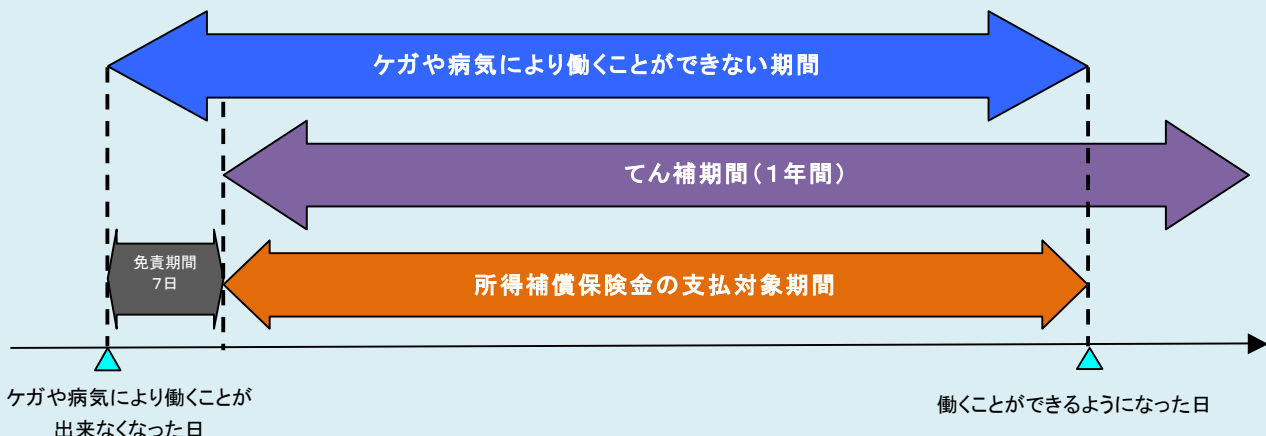 ケガや病気により働くことができない期間
てん補期間(1年間)
免責期間
7日
所得補償保険金の支払対象期間
ケガや病気により働くことが
出来なくなった日
働くことができるようになった日